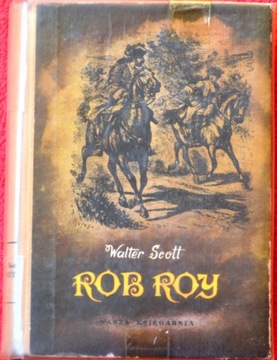 Walter Scott
ROB ROY
NASZA KSIĘGARNIA